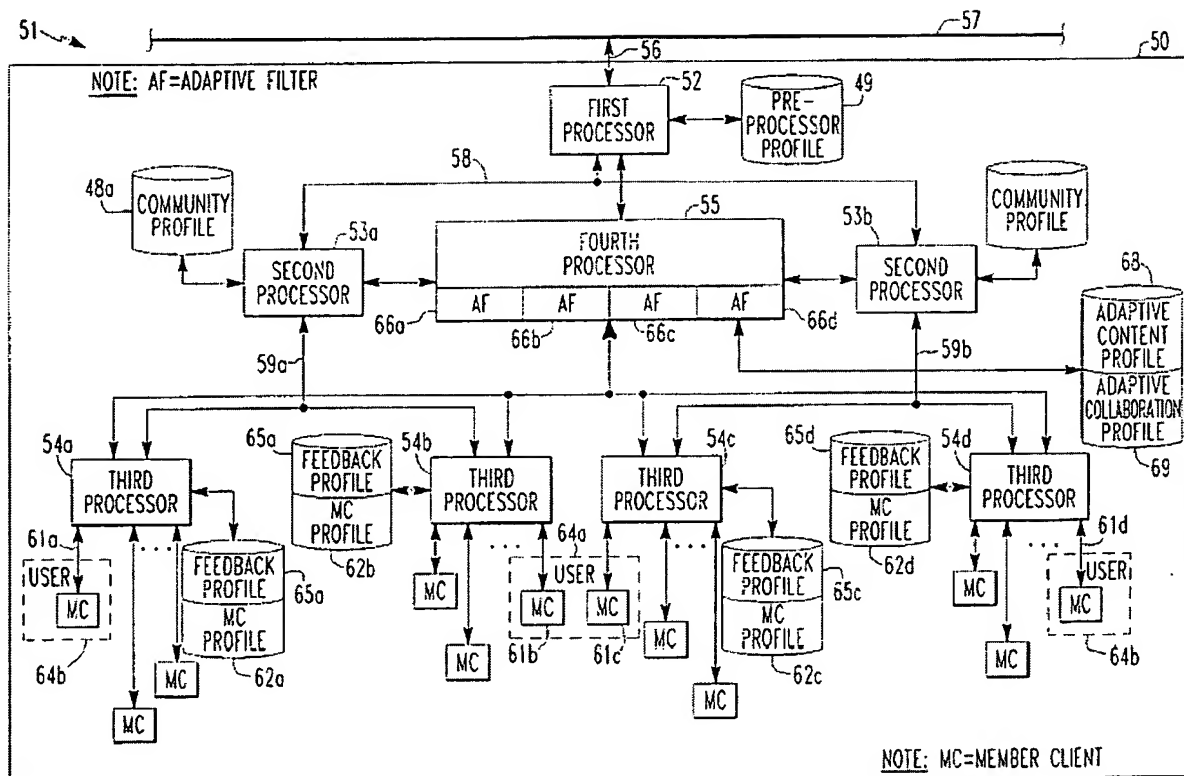 51
57
56
50
NOTE: AF=ADAPTIVE FILTER
52
49
FIRST
PROCESSOR
PRE-
PROCESSOR
PROFILE
58
48a
COMMUNITY
PROFILE
53a
SECOND
PROCESSOR
55
FOURTH
PROCESSOR
AF AF AF AF
66a
66b
66c
66d
53b
SECOND
PROCESSOR
COMMUNITY
PROFILE
68
ADAPTIVE
CONTENT
PROFILE
ADAPTIVE
COLLABORATION
PROFILE
69
59a
59b
54a
THIRD
PROCESSOR
65a
FEEDBACK
PROFILE
MC
PROFILE
62b
54b
THIRD
PROCESSOR
54c
THIRD
PROCESSOR
65d
FEEDBACK
PROFILE
MC
PROFILE
62d
54d
THIRD
PROCESSOR
61a
...
USER
MC
64b
FEEDBACK
PROFILE
MC
PROFILE
65a
62a
MC
MC
...
MC
MC
64a
USER
MC
MC
61b
61c
...
MC
MC
FEEDBACK
PROFILE
MC
PROFILE
65c
62c
...
MC
MC
61d
USER
MC
64b
NOTE: MC=MEMBER CLIENT